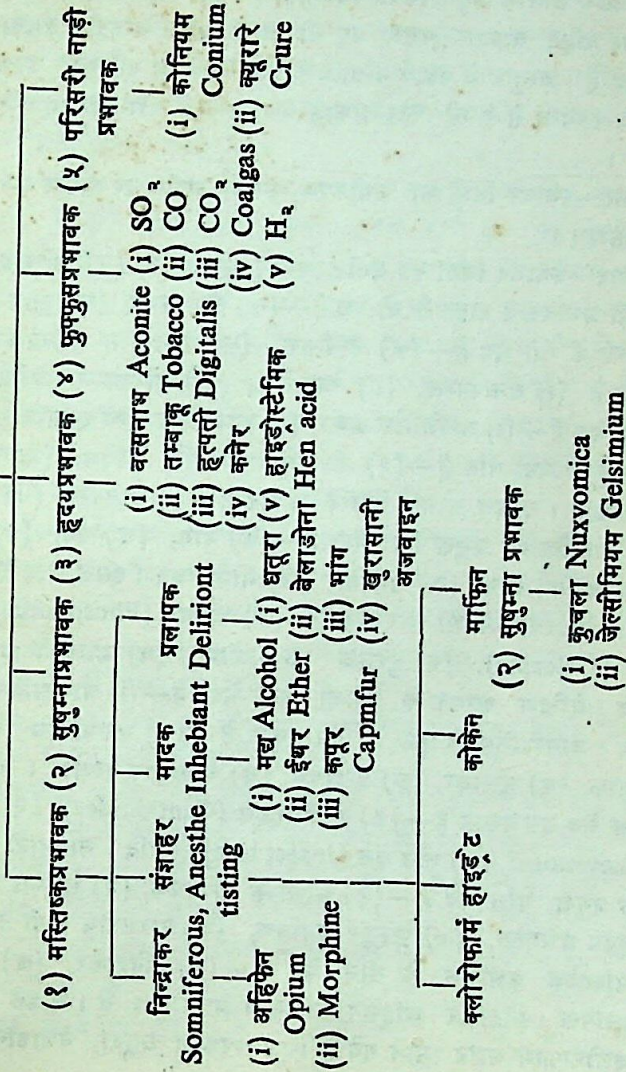 (१) मस्तिष्कप्रभावक (२) सुषुम्नाप्रभावक (३) हृदयप्रभावक (४) फुफ्फुसप्रभावक (५) परिसरी नाड़ी
प्रभावक
(i) वत्सनाभ Aconite (i) SO₂ (i) कोनियम
(ii) तम्बाकू Tobacco (ii) CO Conium
(iii) हृत्पत्री Digitalis (iii) CO₂ (ii) क्यूरारे
(iv) कनेर (iv) Coalgas Crure
(v) हाइड्रोस्टेमिक (v) H₂
Hen acid
निन्द्राकर संज्ञाहर मादक प्रलापक
Somniferous, Anesthe Inhebiant Deliriont
tisting
(i) अहिफेन (i) मद्य Alcohol (i) धतूरा
Opium (ii) ईथर Ether (ii) बेलाडोना
(ii) Morphine (iii) कपूर (iii) भांग
Capmfur (iv) खुरासानी
अजवाइन
क्लोरोफार्म हाइड्रेट कोकेन मार्फिन
(२) सुषुम्ना प्रभावक
(i) कुचला Nuxvomica
(ii) जेल्सीमियम Gelsimium